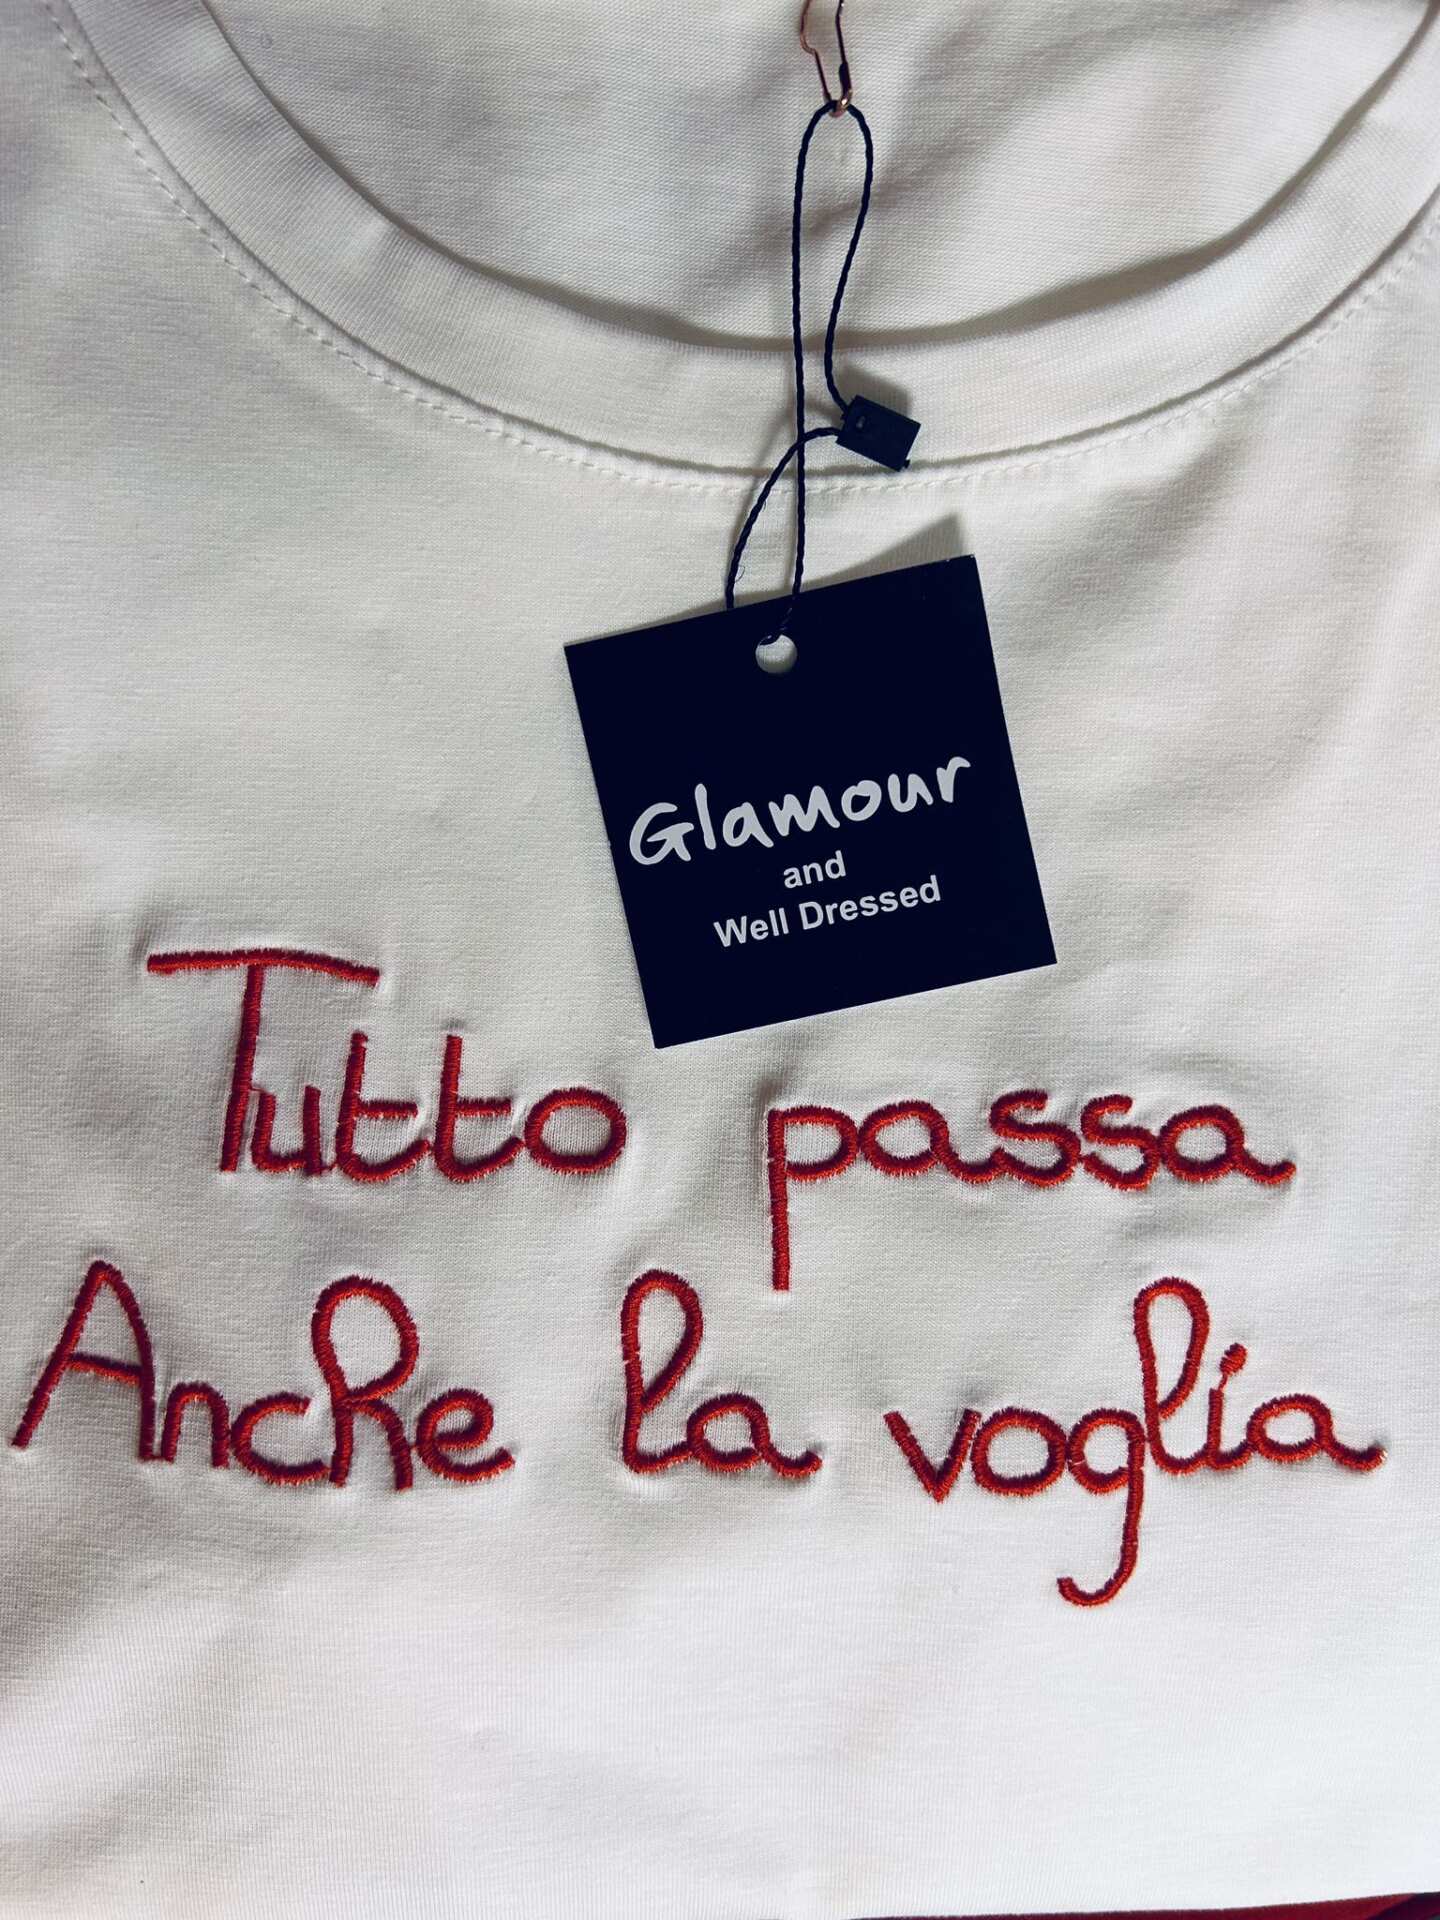 Glamour
and
Well Dressed
Tutto passa
Anche la voglia